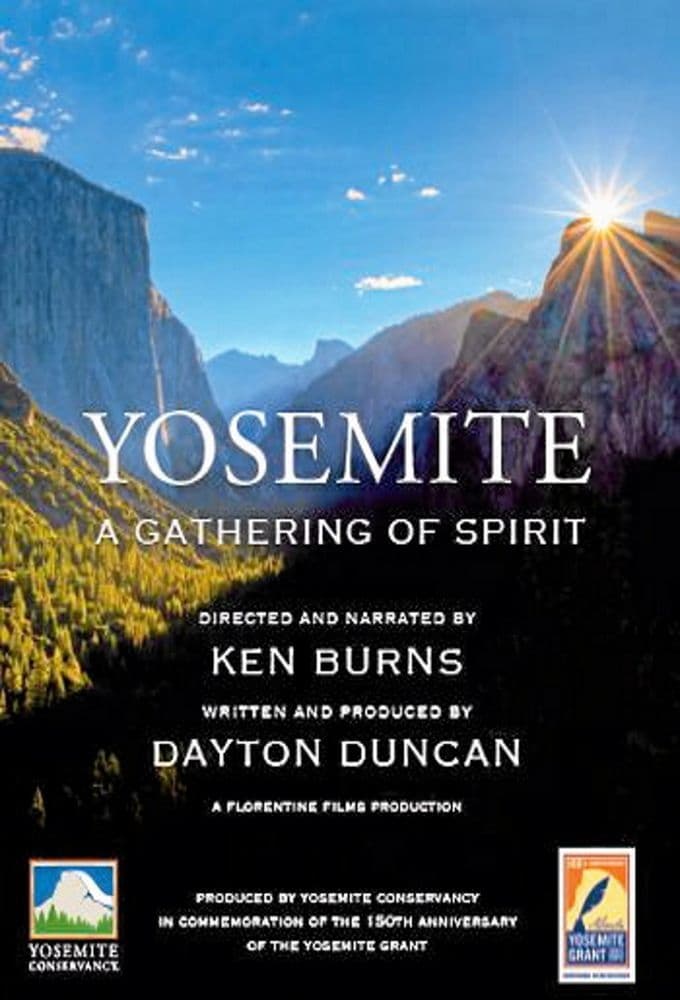 YOSEMITE
A GATHERING OF SPIRIT
DIRECTED AND NARRATED BY
KEN BURNS
WRITTEN AND PRODUCED BY
DAYTON DUNCAN
A FLORENTINE FILMS PRODUCTION
PRODUCED BY YOSEMITE CONSERVANCY
IN COMMEMORATION OF THE 150TH ANNIVERSARY
OF THE YOSEMITE GRANT
YOSEMITE
CONSERVANCY
YOSEMITE
GRANT